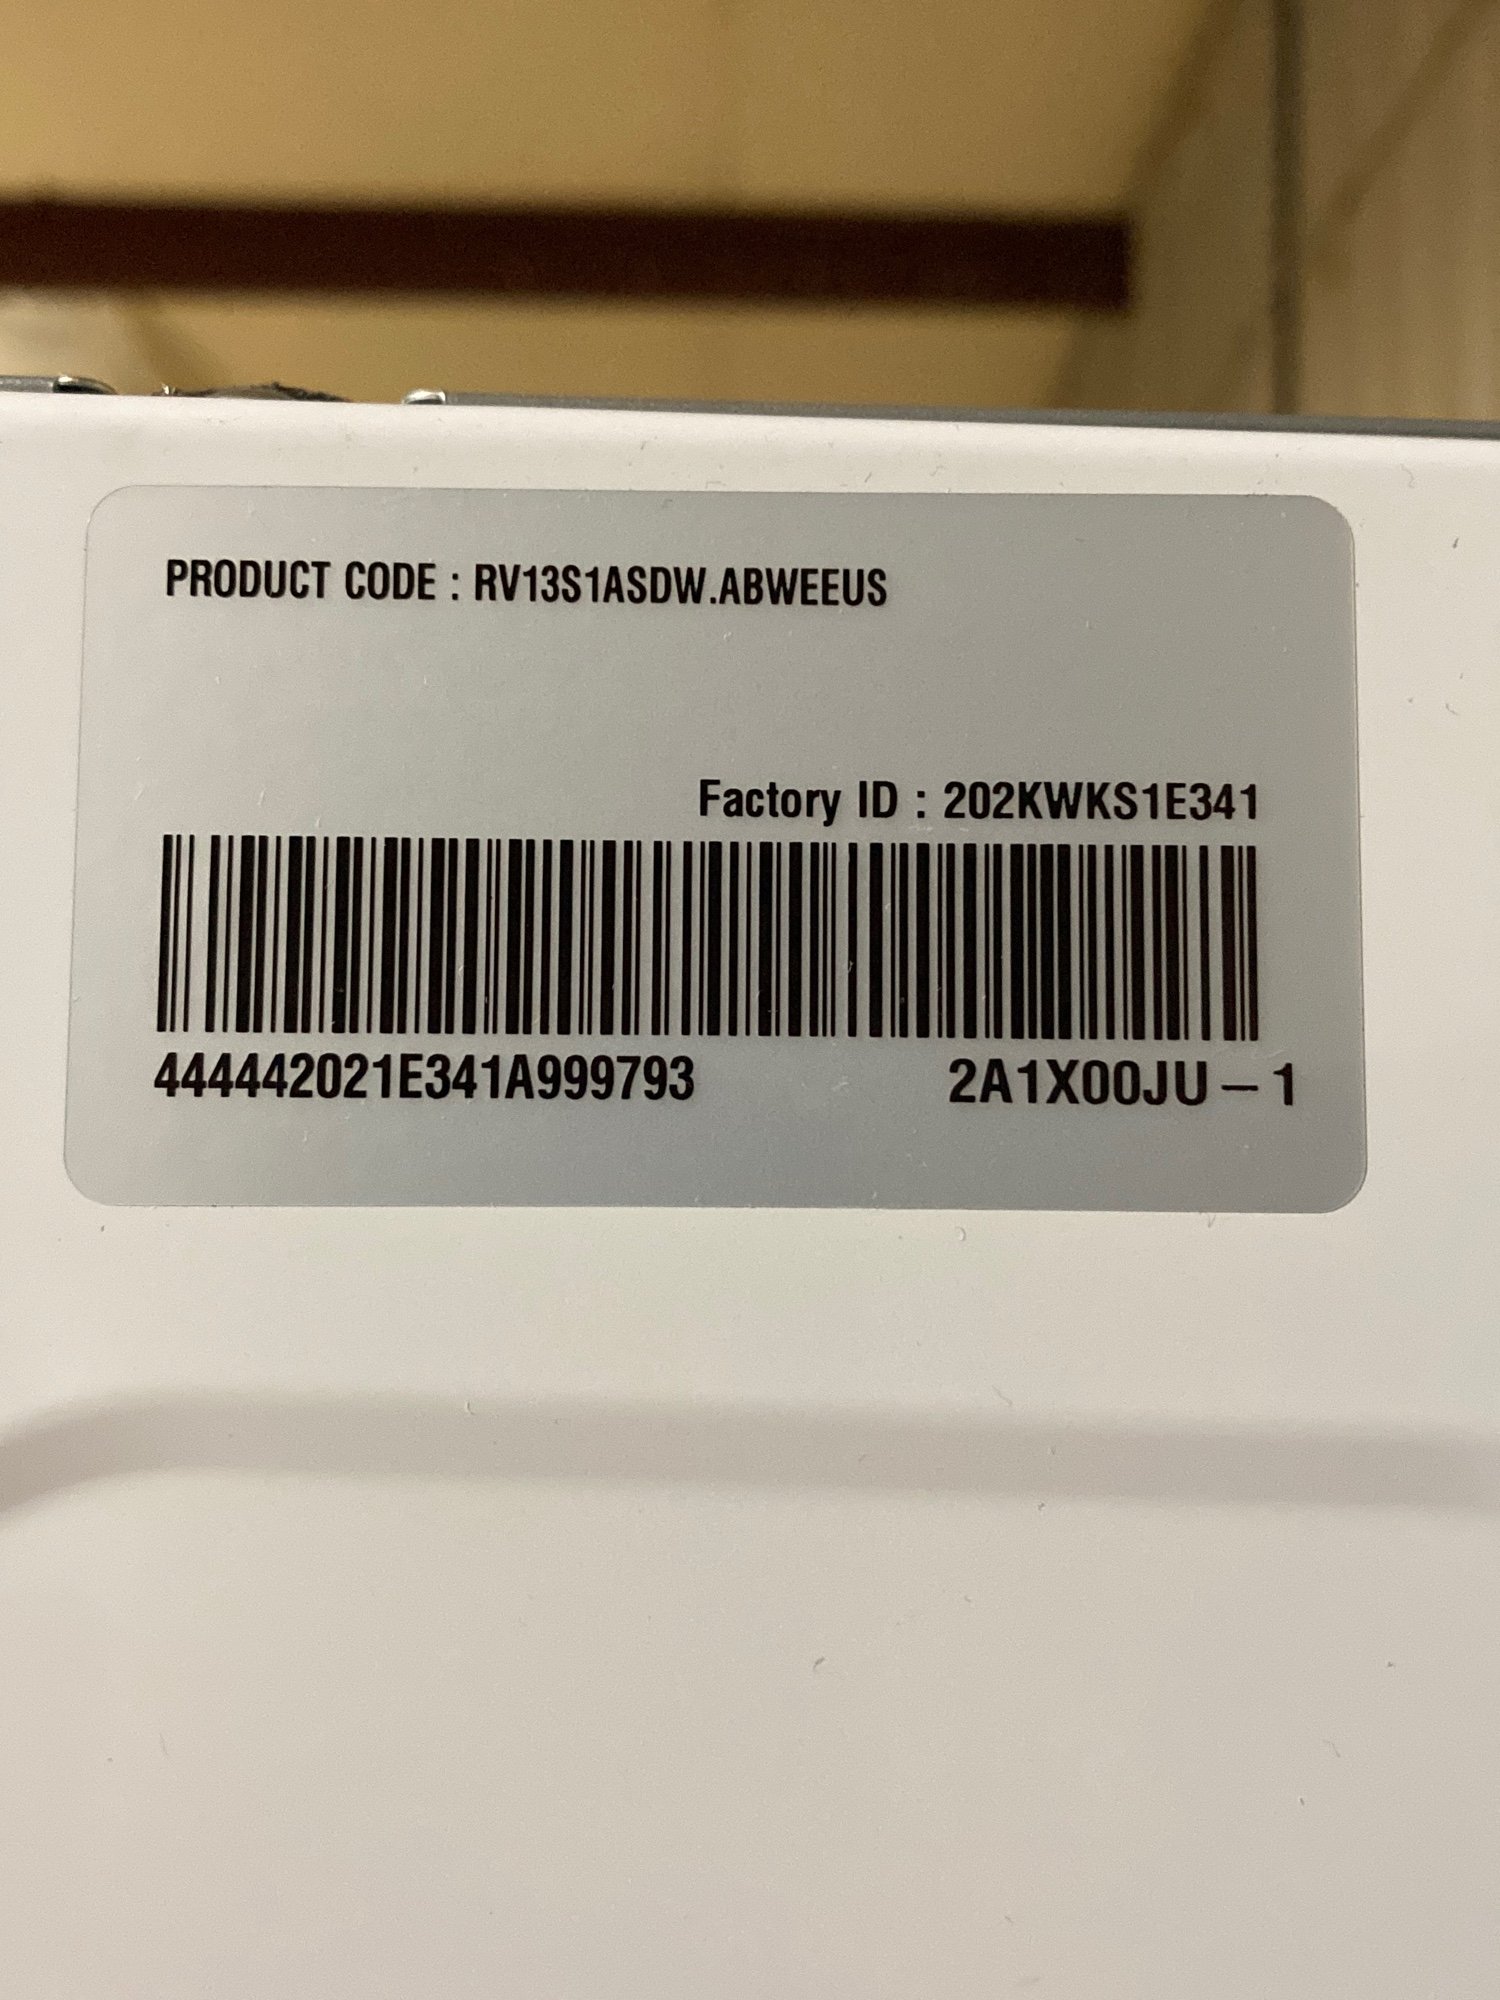 PRODUCT CODE : RV13S1ASDW.ABWEEUS
Factory ID : 202KWKS1E341
444442021E341A999793 2A1X00JU – 1